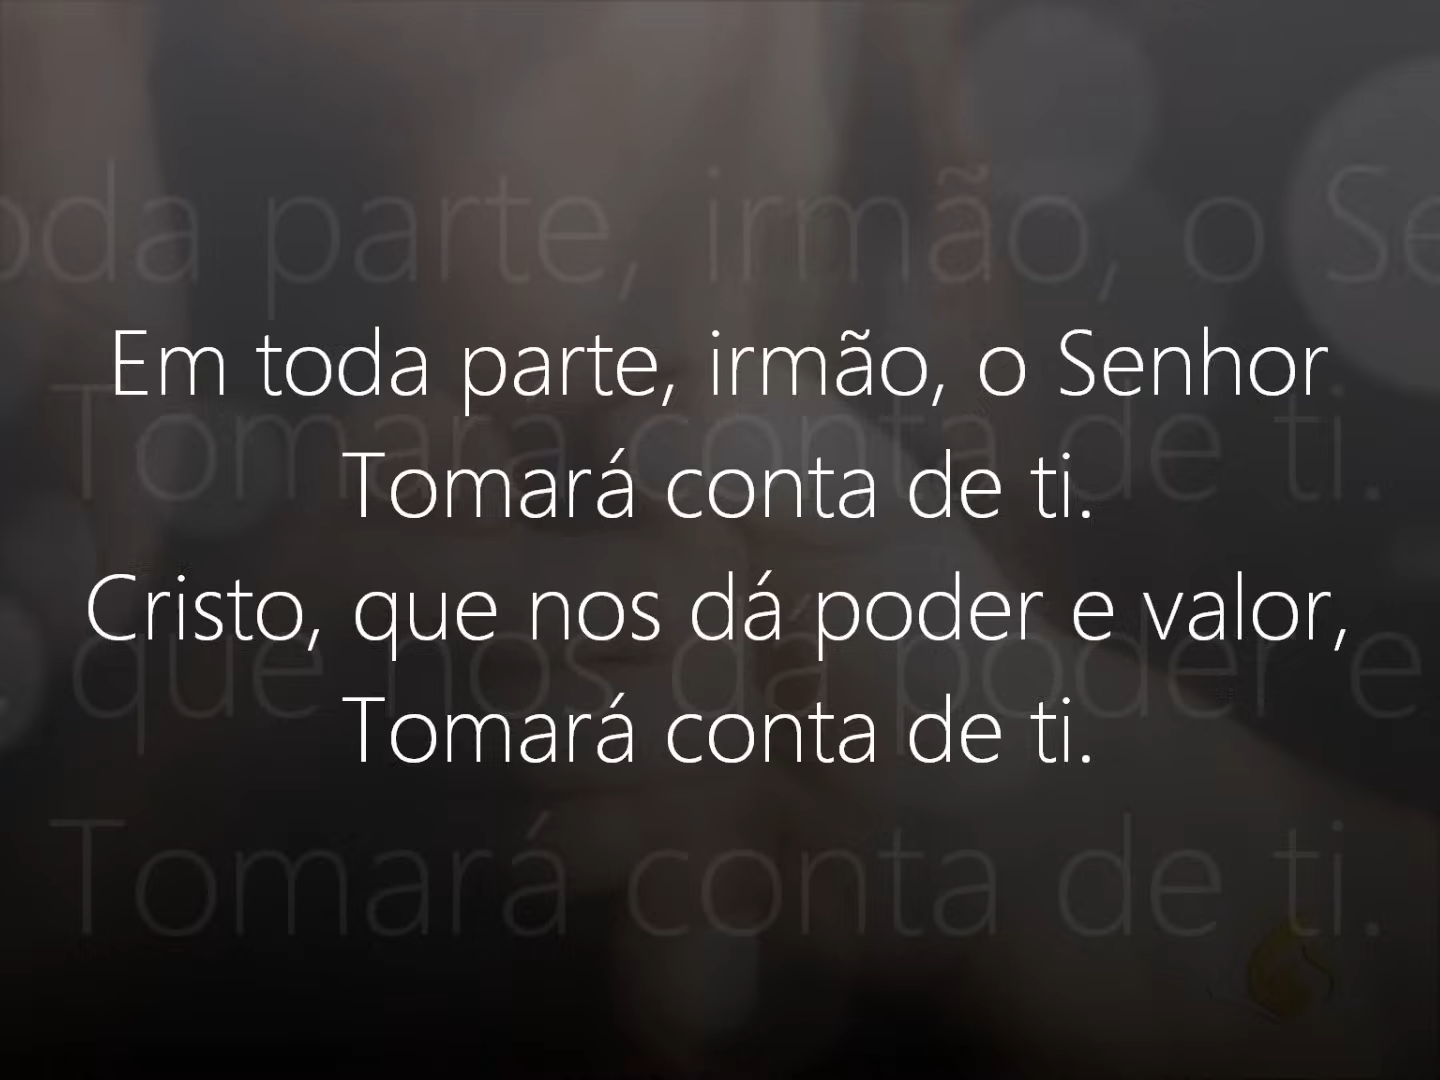 Em toda parte, irmão, o Senhor
Tomará conta de ti.
Cristo, que nos dá poder e valor,
Tomará conta de ti.